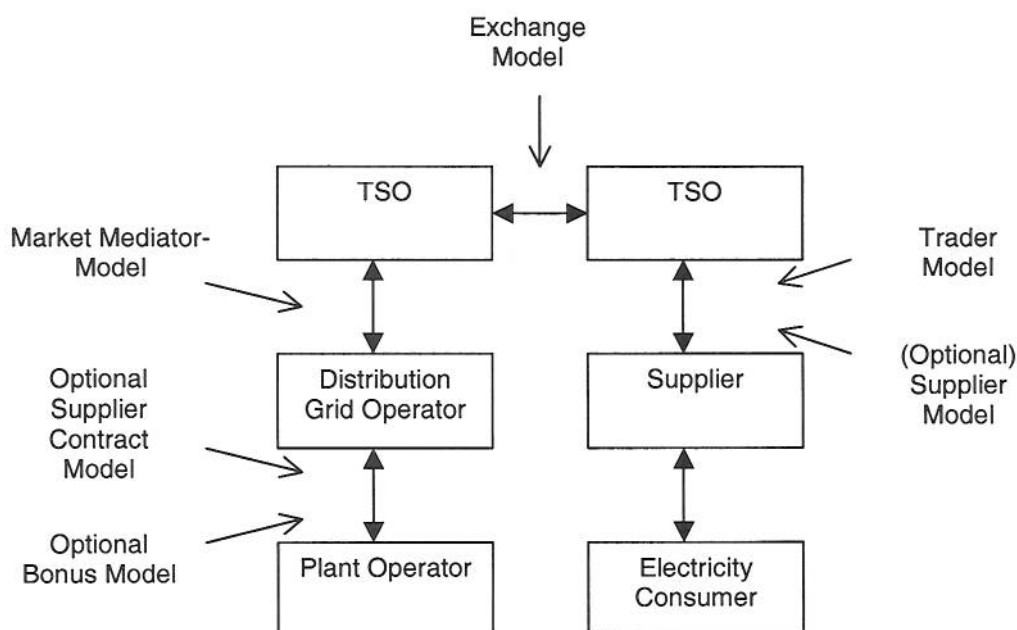 Exchange
Model
TSO
TSO
Market Mediator-
Model
Trader
Model
Optional
Supplier
Contract
Model
Distribution
Grid Operator
Supplier
(Optional)
Supplier
Model
Optional
Bonus Model
Plant Operator
Electricity
Consumer